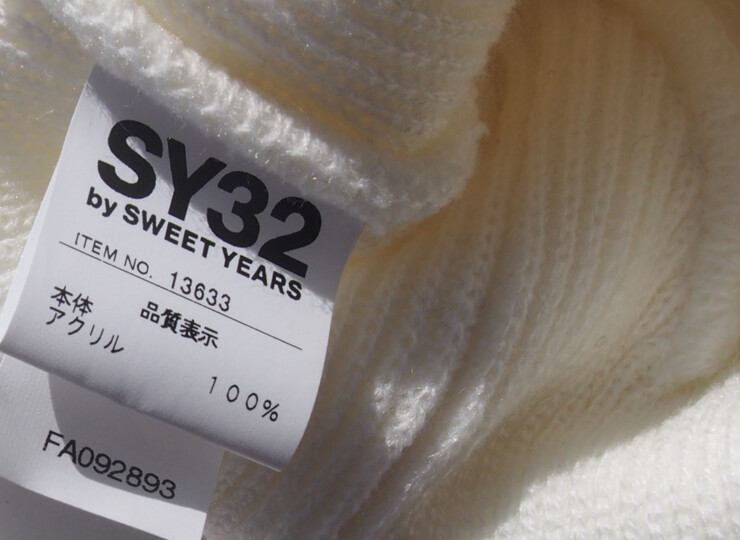 SY32
by SWEET YEARS
ITEM NO. 13633
品質表示
本体
アクリル 100%
FA092893